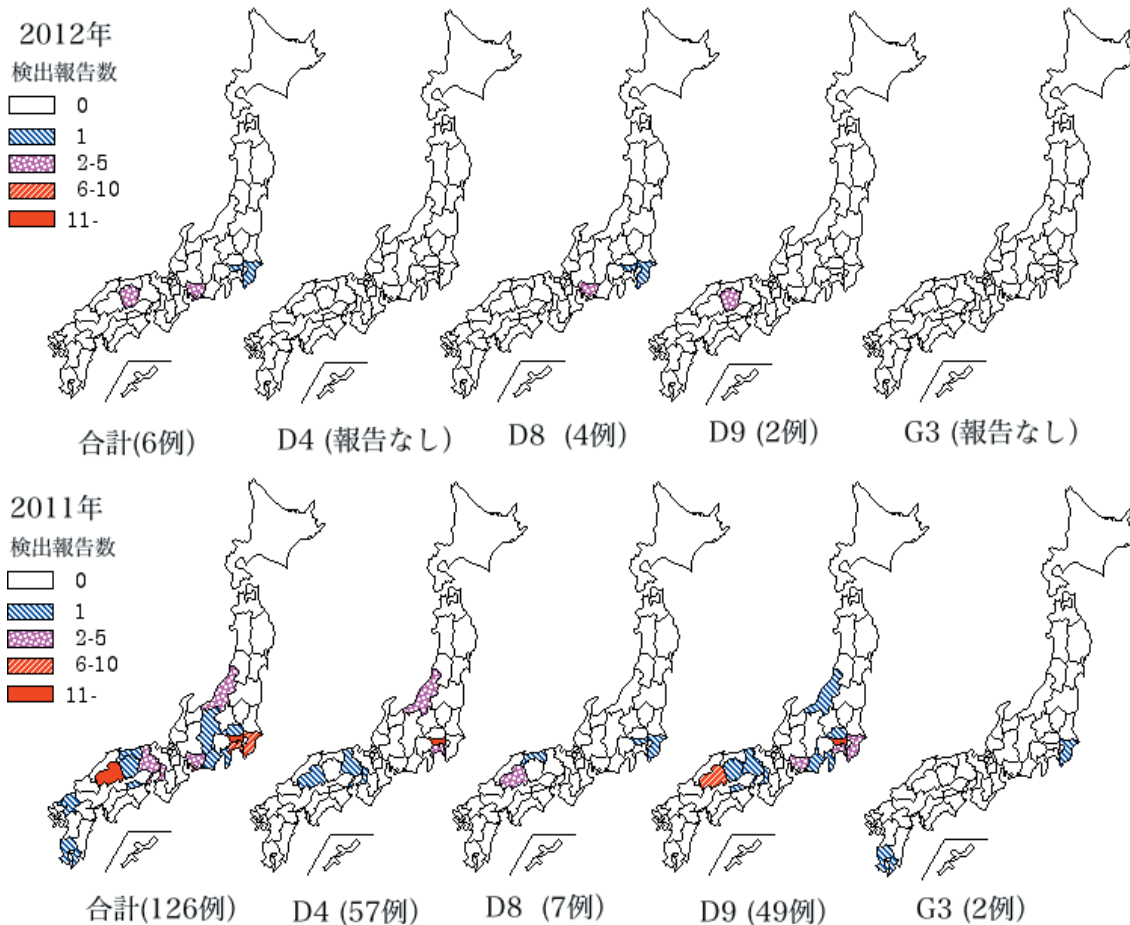 2012年
検出報告数
0
1
2-5
6-10
11-
合計(6例)
D4 (報告なし)
D8 (4例)
D9 (2例)
G3 (報告なし)
2011年
検出報告数
0
1
2-5
6-10
11-
合計(126例)
D4 (57例)
D8 (7例)
D9 (49例)
G3 (2例)